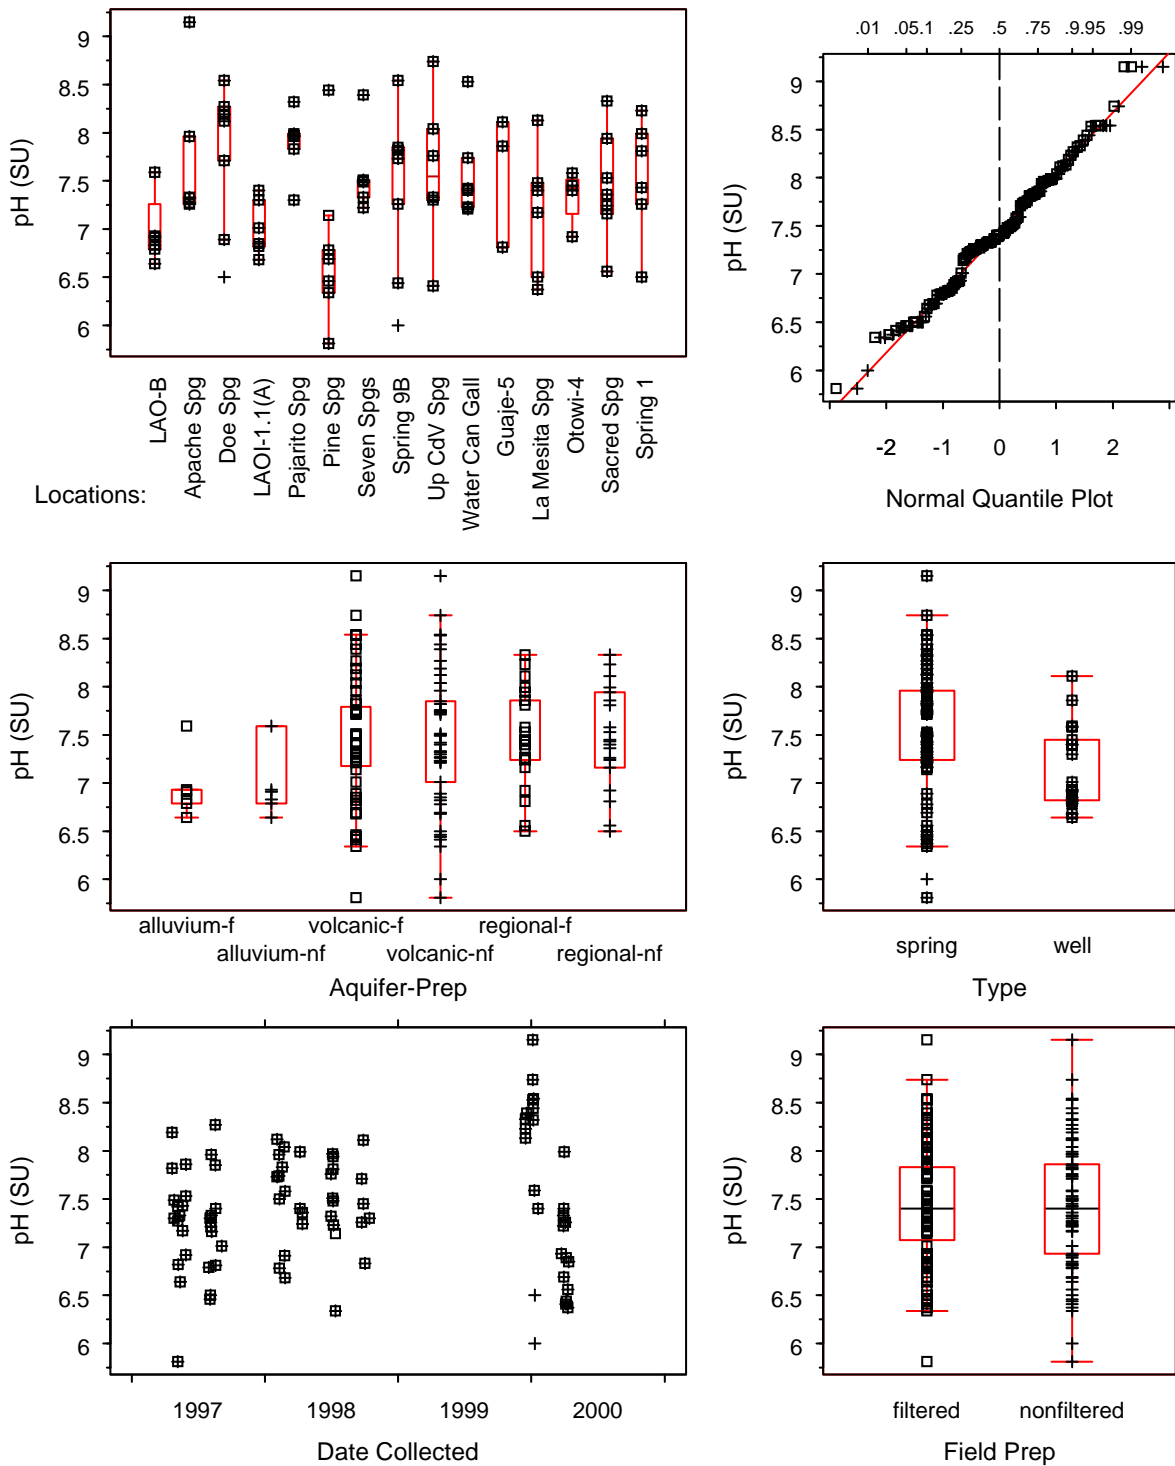 9
8.5
8
7.5
7
6.5
6
pH (SU)
LAO-B
Apache Spg
Doe Spg
LAOI-1.1(A)
Pajarito Spg
Pine Spg
Seven Spgs
Spring 9B
Up CdV Spg
Water Can Gall
Guaje-5
La Mesita Spg
Otowi-4
Sacred Spg
Spring 1
Locations:
.01 .05 .1 .25 .5 .75 .9 .95 .99
9
8.5
8
7.5
7
6.5
6
pH (SU)
-2 -1 0 1 2
Normal Quantile Plot
9
8.5
8
7.5
7
6.5
6
pH (SU)
alluvium-f volcanic-f regional-f
alluvium-nf volcanic-nf regional-nf
Aquifer-Prep
9
8.5
8
7.5
7
6.5
6
pH (SU)
spring well
Type
9
8.5
8
7.5
7
6.5
6
pH (SU)
1997 1998 1999 2000
Date Collected
9
8.5
8
7.5
7
6.5
6
pH (SU)
filtered nonfiltered
Field Prep